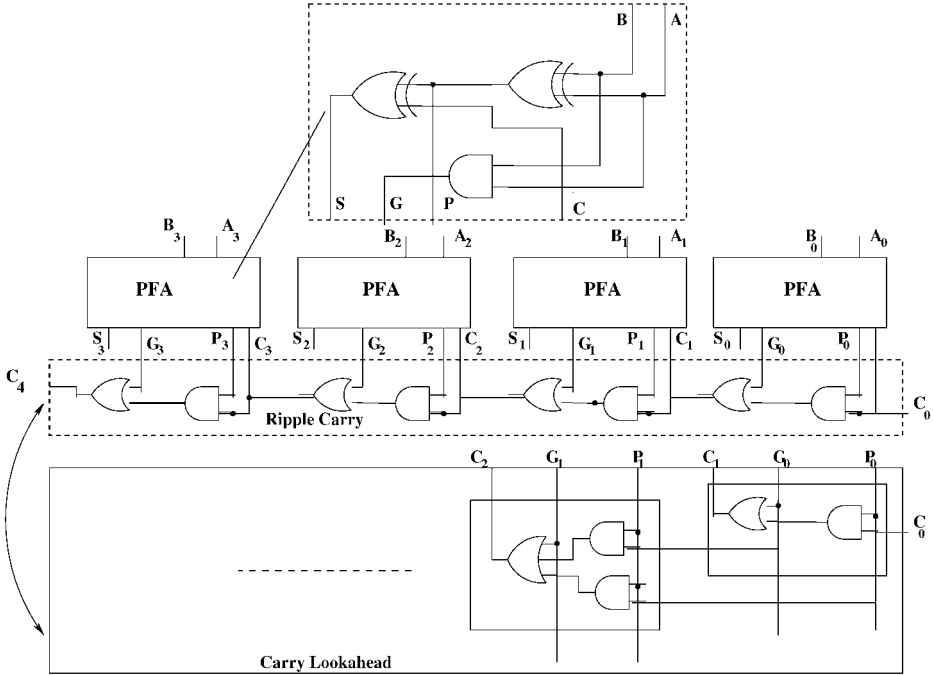 B A
S G P C
B3 A3 B2 A2 B1 A1 B0 A0
PFA PFA PFA PFA
S3 G3 P3 C3 S2 G2 P2 C2 S1 G1 P1 C1 S0 G0 P0
C4
Ripple Carry
C0
C2 G1 P1 C1 G0 P0
C0
Carry Lookahead